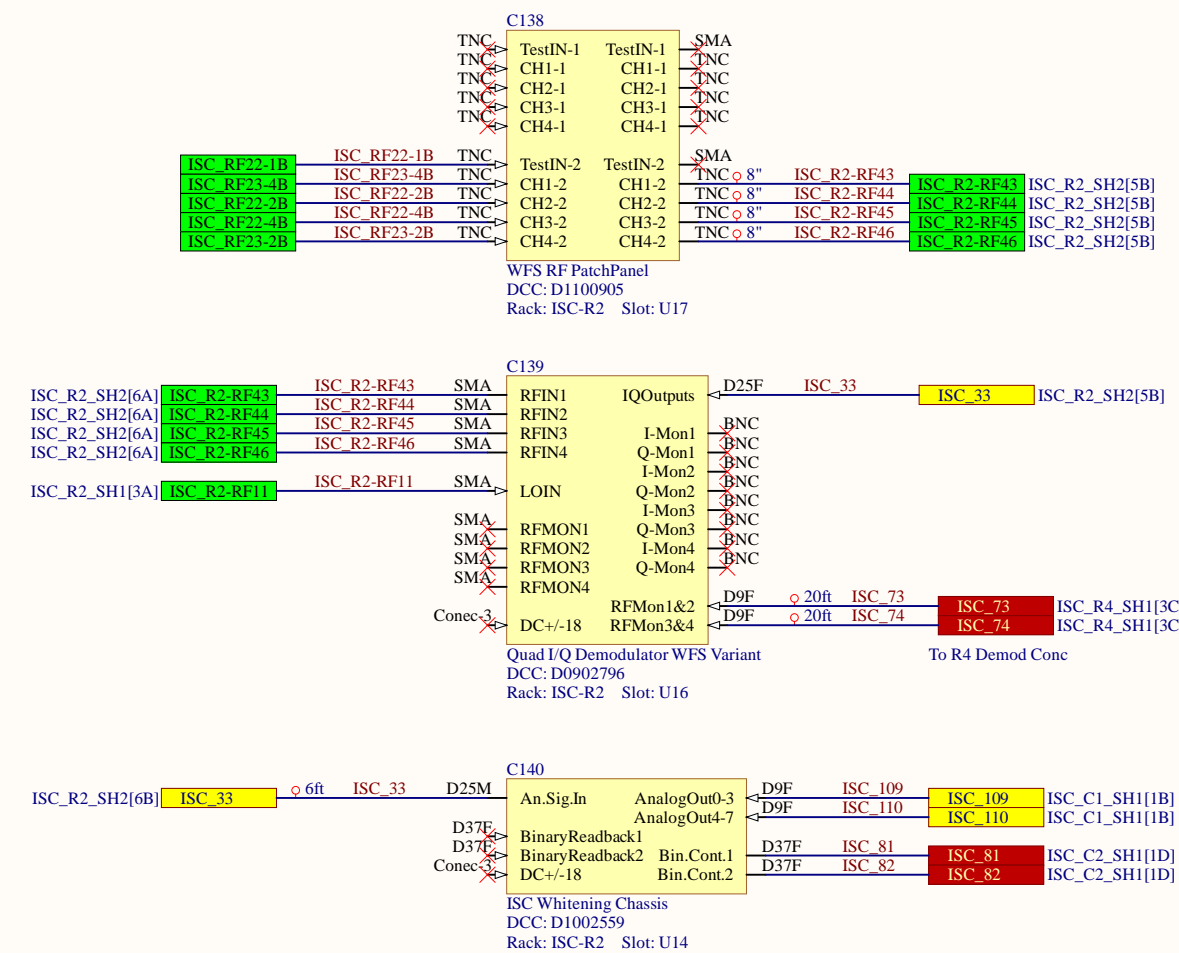 C138
TNC TestIN-1 TestIN-1 SMA
TNC CH1-1 CH1-1 TNC
TNC CH2-1 CH2-1 TNC
TNC CH3-1 CH3-1 TNC
TNC CH4-1 CH4-1 TNC
ISC_RF22-1B ISC_RF22-1B TNC TestIN-2 TestIN-2 SMA
ISC_RF23-4B ISC_RF23-4B TNC CH1-2 CH1-2 TNC 8" ISC_R2-RF43 ISC_R2-RF43 ISC_R2_SH2[5B]
ISC_RF22-2B ISC_RF22-2B TNC CH2-2 CH2-2 TNC 8" ISC_R2-RF44 ISC_R2-RF44 ISC_R2_SH2[5B]
ISC_RF22-4B ISC_RF22-4B TNC CH3-2 CH3-2 TNC 8" ISC_R2-RF45 ISC_R2-RF45 ISC_R2_SH2[5B]
ISC_RF23-2B ISC_RF23-2B TNC CH4-2 CH4-2 TNC 8" ISC_R2-RF46 ISC_R2-RF46 ISC_R2_SH2[5B]
WFS RF PatchPanel
DCC: D1100905
Rack: ISC-R2 Slot: U17
C139
ISC_R2_SH2[6A] ISC_R2-RF43 ISC_R2-RF43 SMA RFIN1 IQOutputs D25F ISC_33 ISC_33 ISC_R2_SH2[5B]
ISC_R2_SH2[6A] ISC_R2-RF44 ISC_R2-RF44 SMA RFIN2
ISC_R2_SH2[6A] ISC_R2-RF45 ISC_R2-RF45 SMA RFIN3 I-Mon1 BNC
ISC_R2_SH2[6A] ISC_R2-RF46 ISC_R2-RF46 SMA RFIN4 Q-Mon1 BNC
I-Mon2 BNC
ISC_R2_SH1[3A] ISC_R2-RF11 ISC_R2-RF11 SMA LOIN Q-Mon2 BNC
I-Mon3 BNC
SMA RFMON1 Q-Mon3 BNC
SMA RFMON2 I-Mon4 BNC
SMA RFMON3 Q-Mon4 BNC
SMA RFMON4
RFMon1&2 D9F 20ft ISC_73 ISC_73 ISC_R4_SH1[3C
Conec-3 DC+/-18 RFMon3&4 D9F 20ft ISC_74 ISC_74 ISC_R4_SH1[3C
Quad I/Q Demodulator WFS Variant To R4 Demod Conc
DCC: D0902796
Rack: ISC-R2 Slot: U16
C140
ISC_R2_SH2[6B] ISC_33 6ft ISC_33 D25M An.Sig.In AnalogOut0-3 D9F ISC_109 ISC_109 ISC_C1_SH1[1B]
AnalogOut4-7 D9F ISC_110 ISC_110 ISC_C1_SH1[1B]
D37F BinaryReadback1
D37F BinaryReadback2 Bin.Cont.1 D37F ISC_81 ISC_81 ISC_C2_SH1[1D]
Conec-3 DC+/-18 Bin.Cont.2 D37F ISC_82 ISC_82 ISC_C2_SH1[1D]
ISC Whitening Chassis
DCC: D1002559
Rack: ISC-R2 Slot: U14